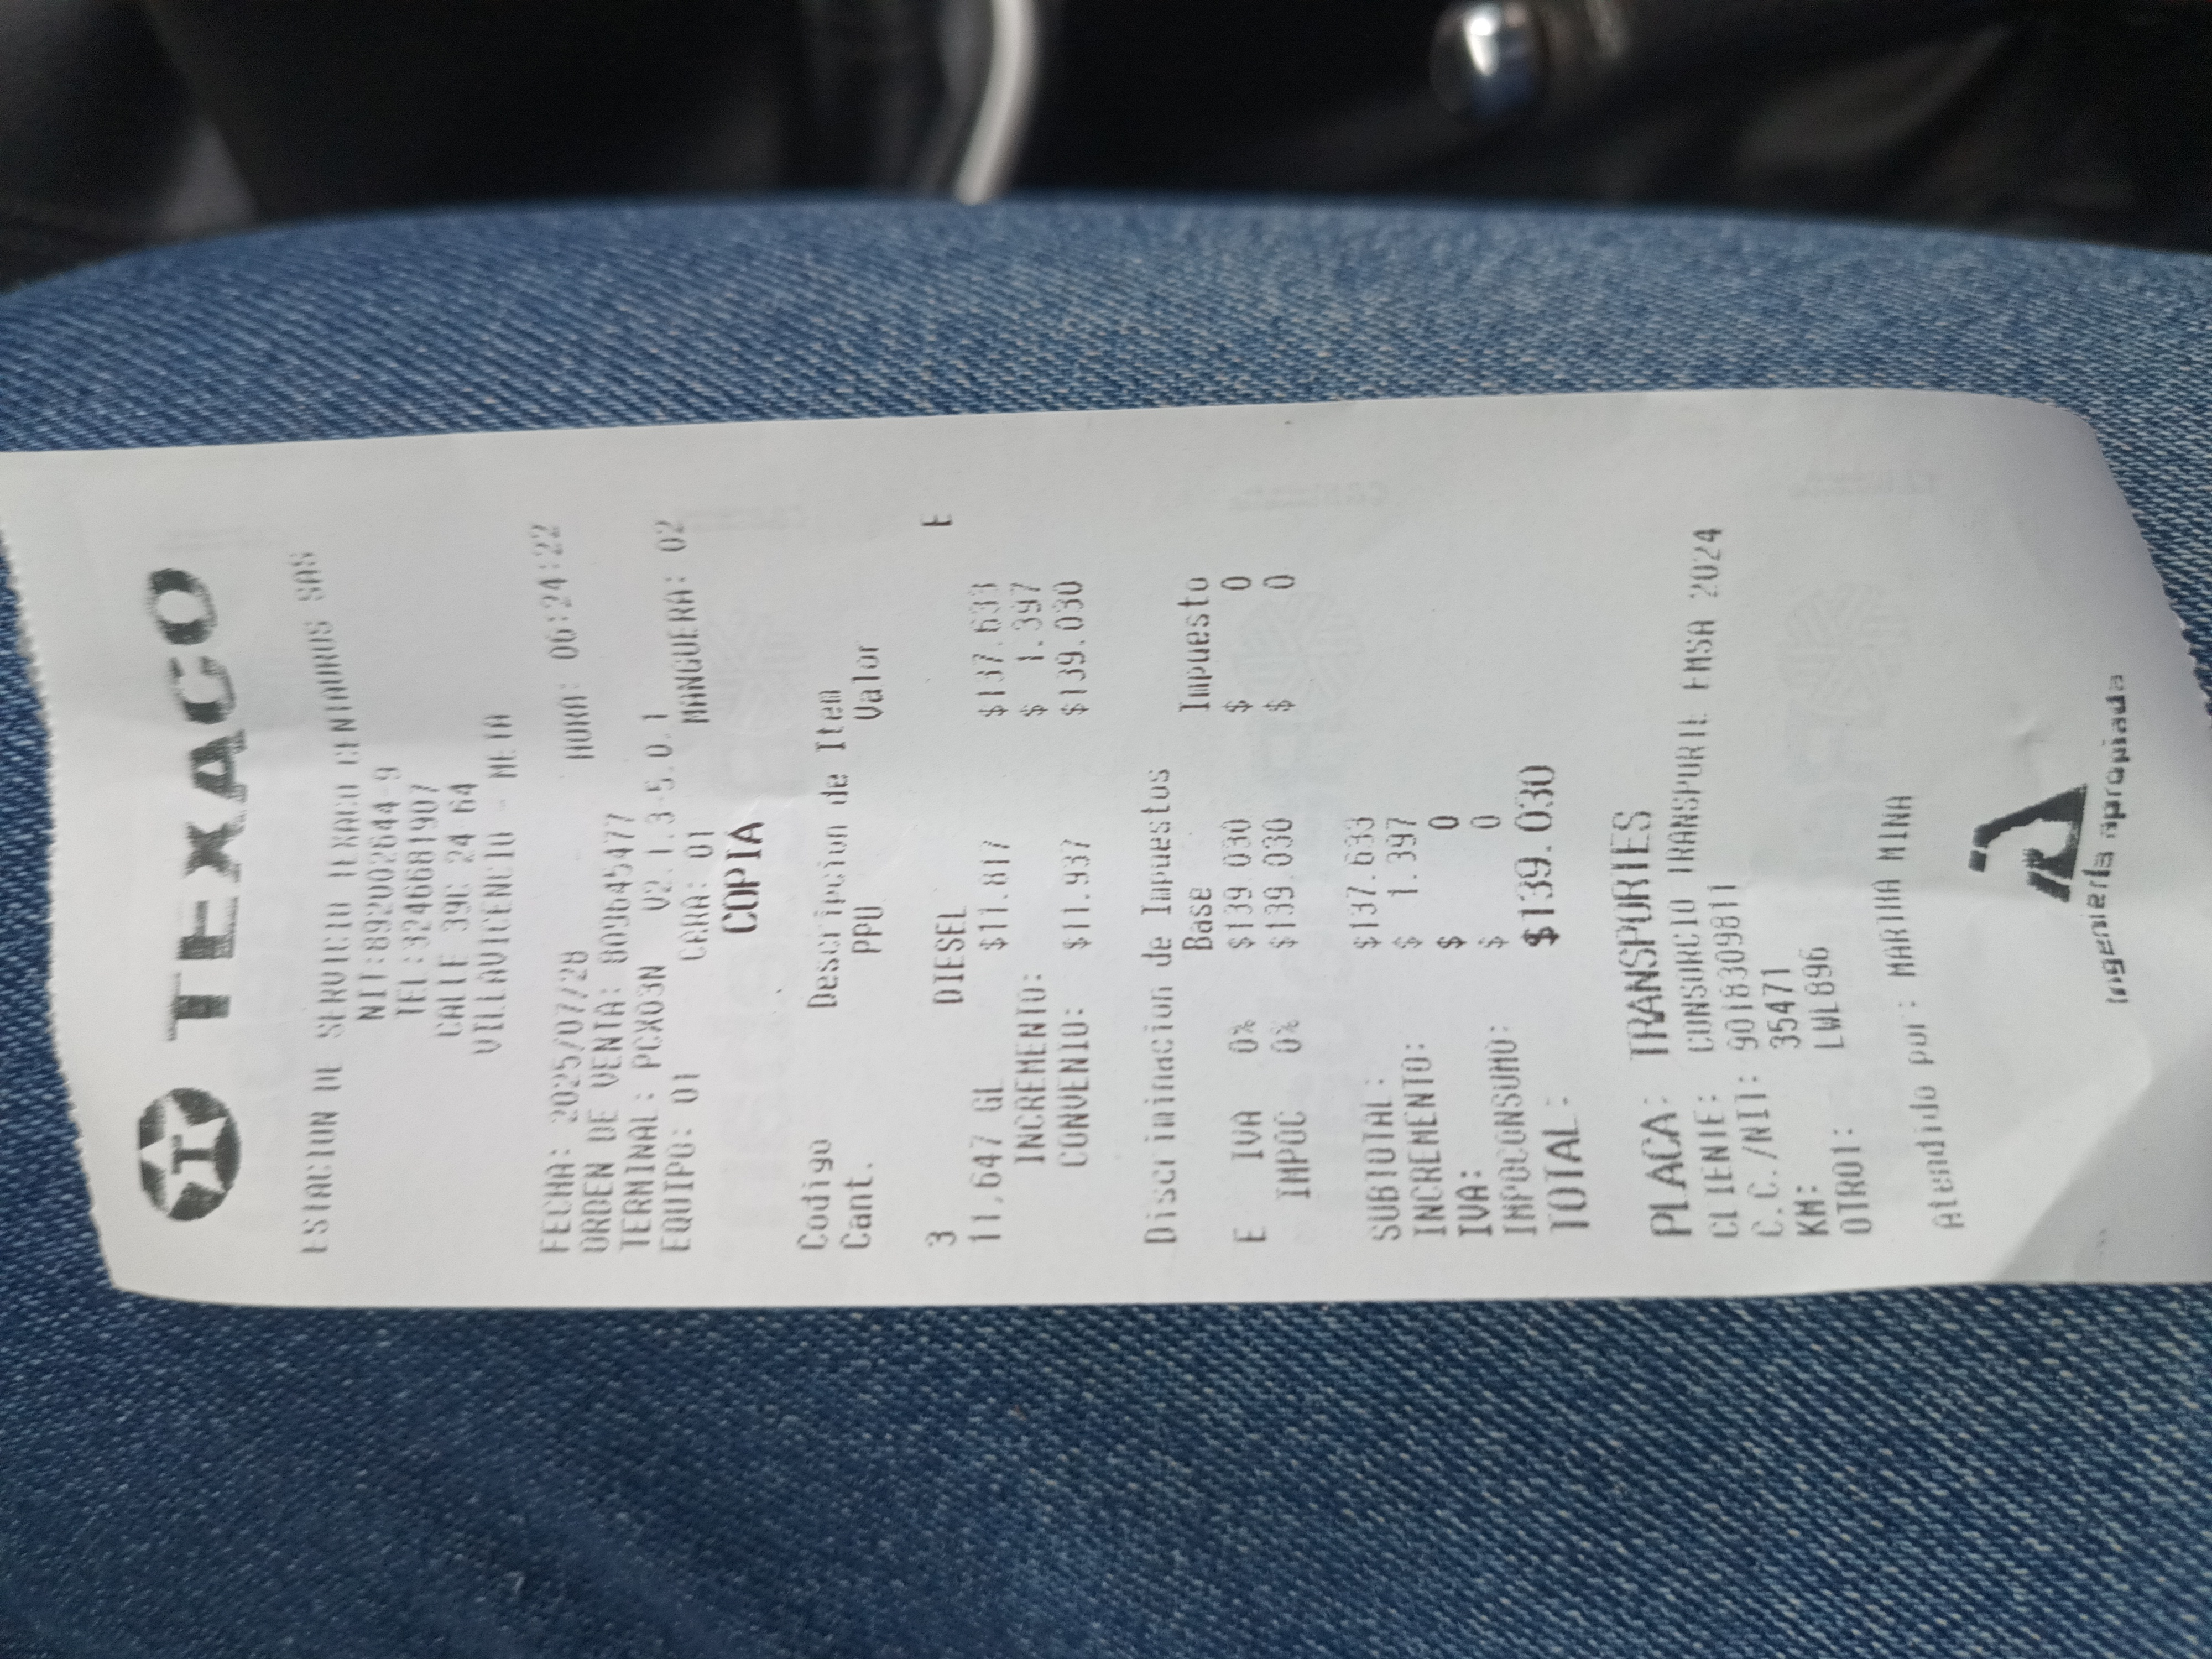 TEXACO
ESTACION DE SERVICIO TEXACO CENTAUROS SAS
NIT:892002644-9
TEL:3246681907
CALLE 39C 24 64
VILLAVICENCIO - META
FECHA: 2025/07/28 HORA: 06:24:22
ORDEN DE VENTA: 8093645477
TERMINAL: PCX03N V2.1.3-5.0.1
EQUIPO: 01 CARA: 01 MANGUERA: 02
COPIA
Codigo Descripcion de Item
Cant. PPU Valor
3 DIESEL E
11,647 GL $11.817 $137.633
INCREMENTO: $ 1.397
CONVENIO: $11.937 $139.030
Discriminacion de Impuestos
Base Impuesto
E IVA 0% $139.030 $ 0
IMPOC 0% $139.030 $ 0
SUBTOTAL: $137.633
INCREMENTO: $ 1.397
IVA: $ 0
IMPOCONSUMO: $ 0
TOTAL: $139.030
PLACA: TRANSPORTES
CLIENTE: CONSORCIO TRANSPORTE EMSA 2024
C.C./NIT: 9018309811
KM: 35471
OTRO1: LWL896
Atendido por: MARTHA MINA
Ingeniería apropiada